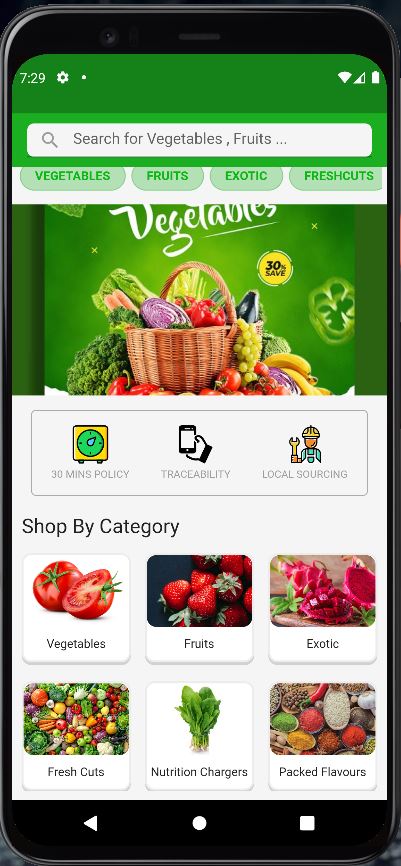 7:29
Search for Vegetables , Fruits ...
VEGETABLES FRUITS EXOTIC FRESHCUTS
Vegetables
30%
SAVE
30 MINS POLICY TRACEABILITY LOCAL SOURCING
Shop By Category
Vegetables Fruits Exotic
Fresh Cuts Nutrition Chargers Packed Flavours